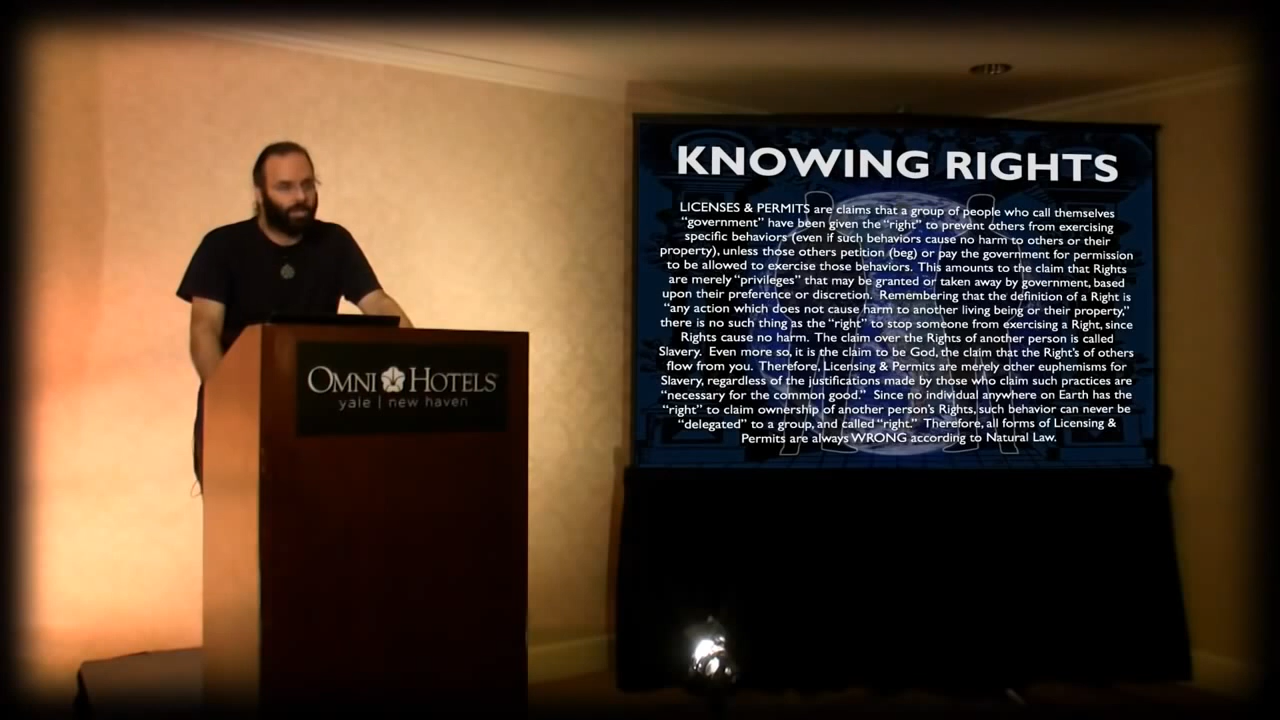 KNOWING RIGHTS
LICENSES & PERMITS are claims that a group of people who call themselves
“government” have been given the “right” to prevent others from exercising
specific behaviors (even if such behaviors cause no harm to others or their
property), unless those others petition (beg) or pay the government for permission
to be allowed to exercise those behaviors. This amounts to the claim that Rights
are merely “privileges” that may be granted or taken away by government, based
upon their preference or discretion. Remembering that the definition of a Right is
“any action which does not cause harm to another living being or their property,”
there is no such thing as the “right” to stop someone from exercising a Right, since
Rights cause no harm. The claim over the Rights of another person is called
Slavery. Even more so, it is the claim to be God, the claim that the Right's of others
flow from you. Therefore, Licensing & Permits are merely other euphemisms for
Slavery, regardless of the justifications made by those who claim such practices are
“necessary for the common good.” Since no individual anywhere on Earth has the
“right” to claim ownership of another person's Rights, such behavior can never be
“delegated” to a group, and called “right.” Therefore, all forms of Licensing &
Permits are always WRONG according to Natural Law.
OMNI HOTELS
yale | new haven